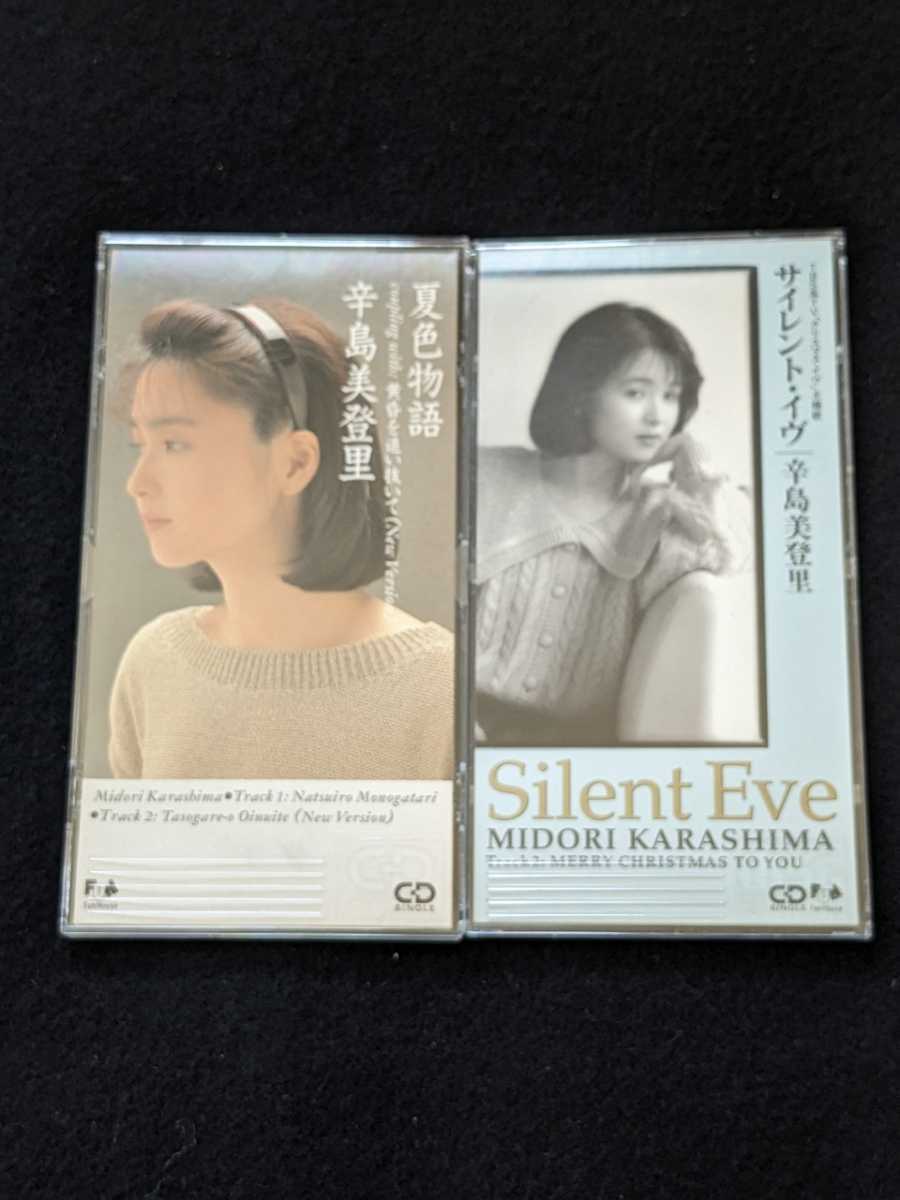 夏色物語
coupling with: 黄昏を追い抜いて(New Versio
辛島美登里
Midori Karashima●Track 1: Natsuiro Monogatari
●Track 2: Tasogare-o Oinuite (New Version)
FunHouse
CD
SINGLE
サイレント・イヴ
辛島美登里
Silent Eve
MIDORI KARASHIMA
Track 2: MERRY CHRISTMAS TO YOU
CD
SINGLE
FunHouse